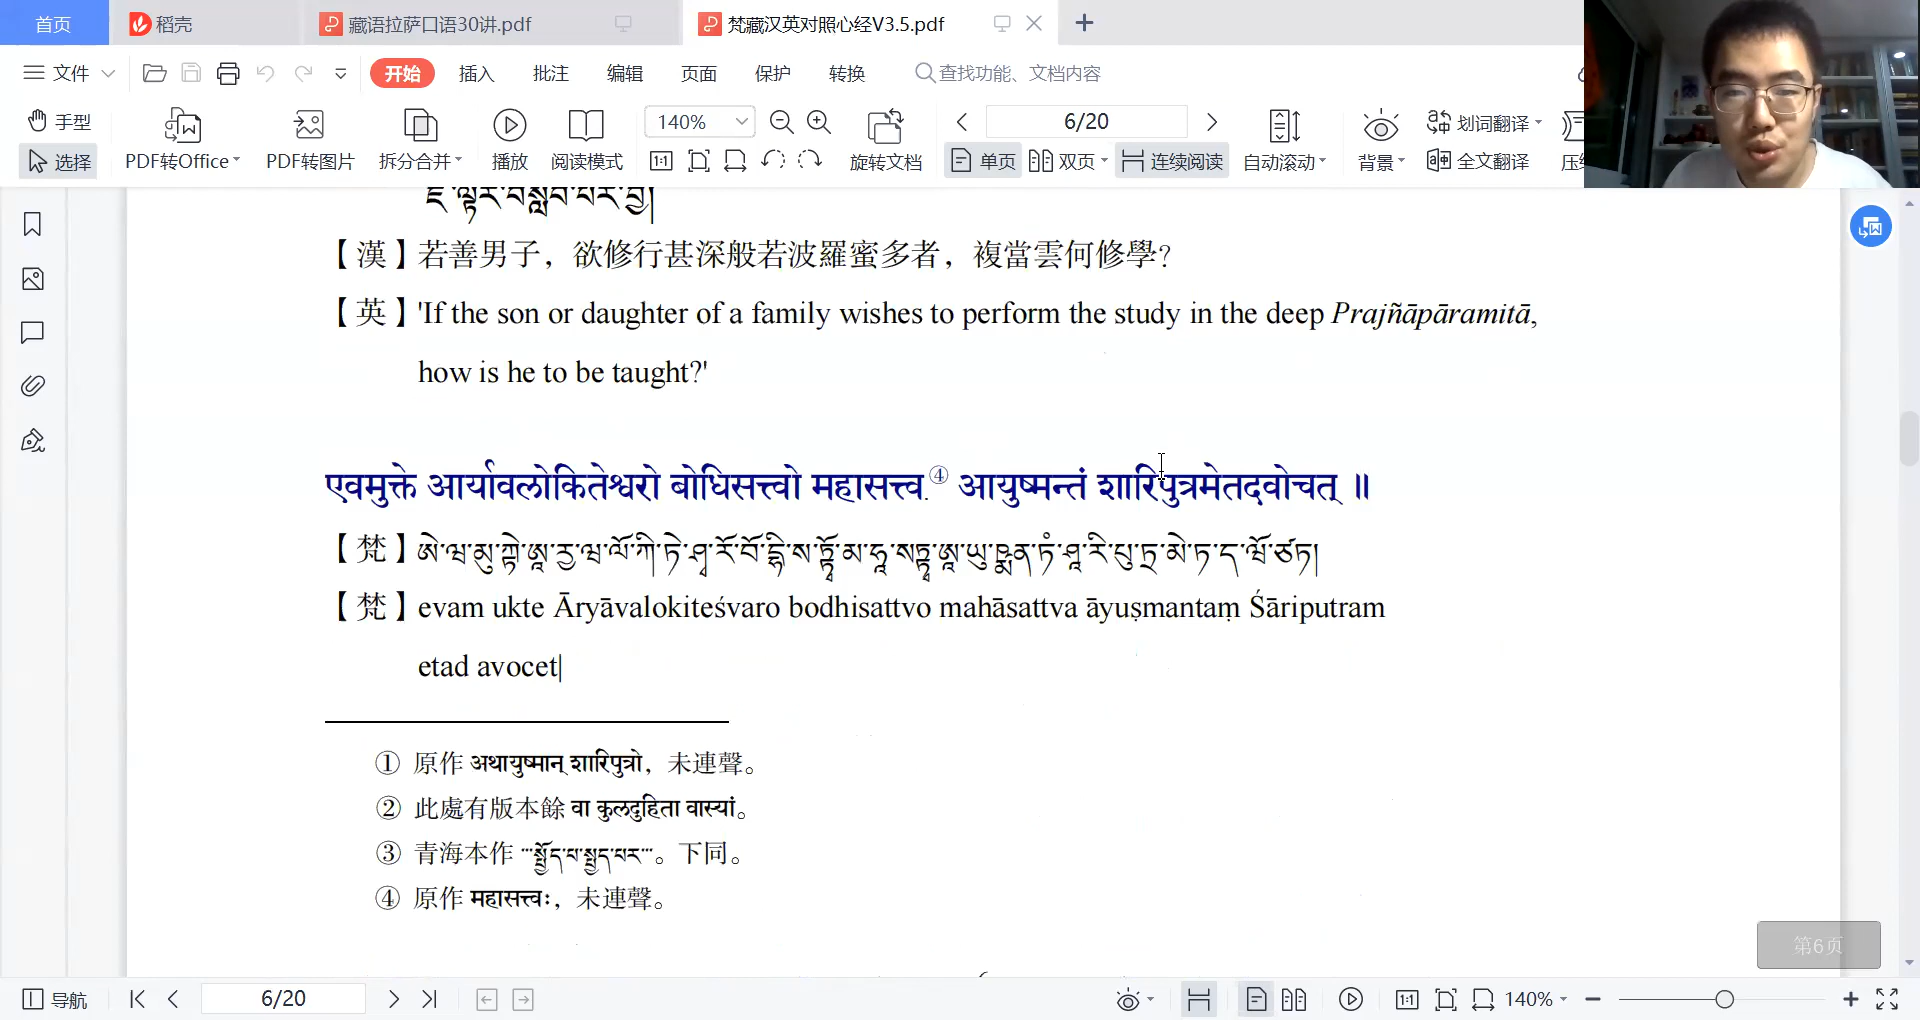 首页 稻壳 藏语拉萨口语30讲.pdf 梵藏汉英对照心经V3.5.pdf
文件 开始 插入 批注 编辑 页面 保护 转换 查找功能、文档内容
手型 140% 6/20 划词翻译
选择 PDF转Office PDF转图片 拆分合并 播放 阅读模式 旋转文档 单页 双页 连续阅读 自动滚动 背景 全文翻译
【漢】若善男子，欲修行甚深般若波羅蜜多者，複當雲何修學?
【英】'If the son or daughter of a family wishes to perform the study in the deep Prajñāpāramitā,
how is he to be taught?'
एवमुक्ते आर्यावलोकितेश्वरो बोधिसत्त्वो महासत्त्व④ आयुष्मन्तं शारिपुत्रमेतदवोचत् ॥
【梵】
【梵】evam ukte Āryāvalokiteśvaro bodhisattvo mahāsattva āyuṣmantaṃ Śāriputram
etad avocet|
① 原作 अथायुष्मान् शारिपुत्रो，未連聲。
② 此處有版本餘 वा कुलदुहिता वास्यां。
③ 青海本作 。下同。
④ 原作 महासत्त्वः，未連聲。
第6页
导航 6/20 140%